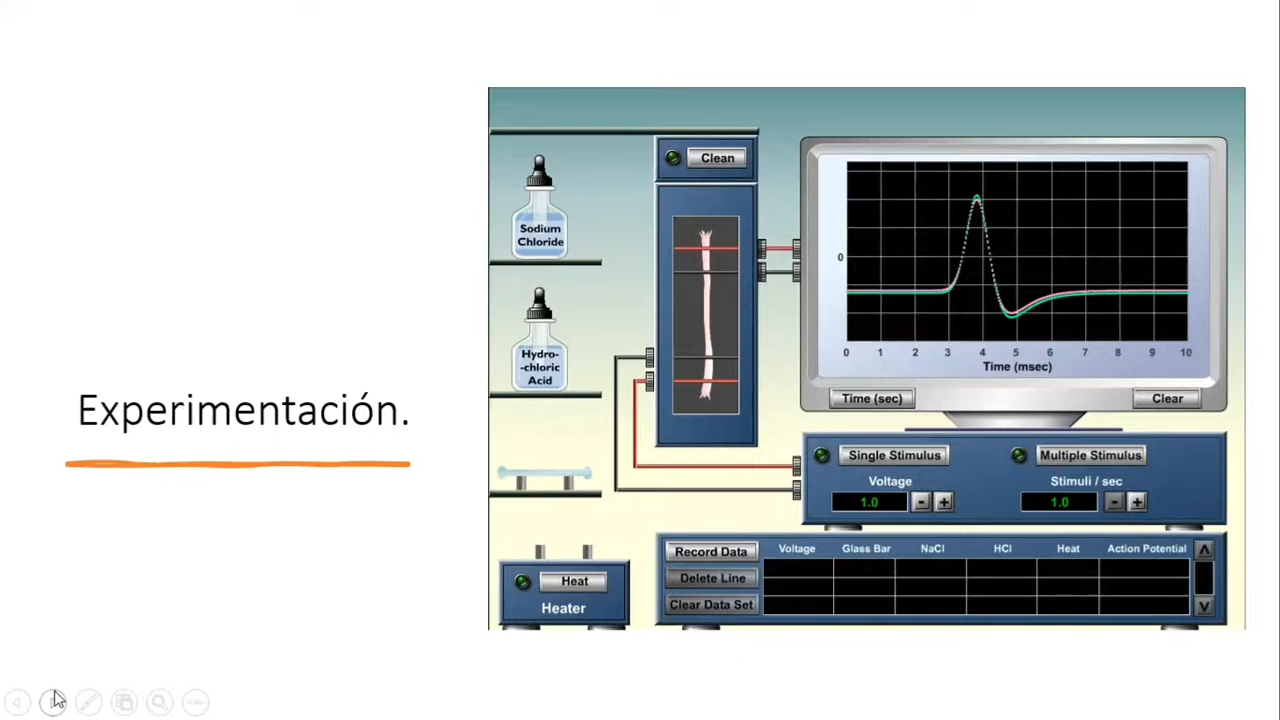 Experimentación.
Clean
Sodium
Chloride
Hydro-
-chloric
Acid
Heat
Heater
0
0 1 2 3 4 5 6 7 8 9 10
Time (msec)
Time (sec)
Clear
Single Stimulus
Multiple Stimulus
Voltage
Stimuli / sec
1.0 - +
1.0 - +
Record Data
Delete Line
Clear Data Set
Voltage Glass Bar NaCl HCl Heat Action Potential